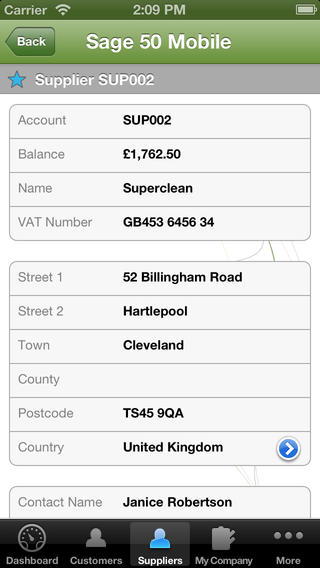 Carrier 2:09 PM
Back Sage 50 Mobile
Supplier SUP002
Account SUP002
Balance £1,762.50
Name Superclean
VAT Number GB453 6456 34
Street 1 52 Billingham Road
Street 2 Hartlepool
Town Cleveland
County
Postcode TS45 9QA
Country United Kingdom
Contact Name Janice Robertson
Dashboard Customers Suppliers My Company More